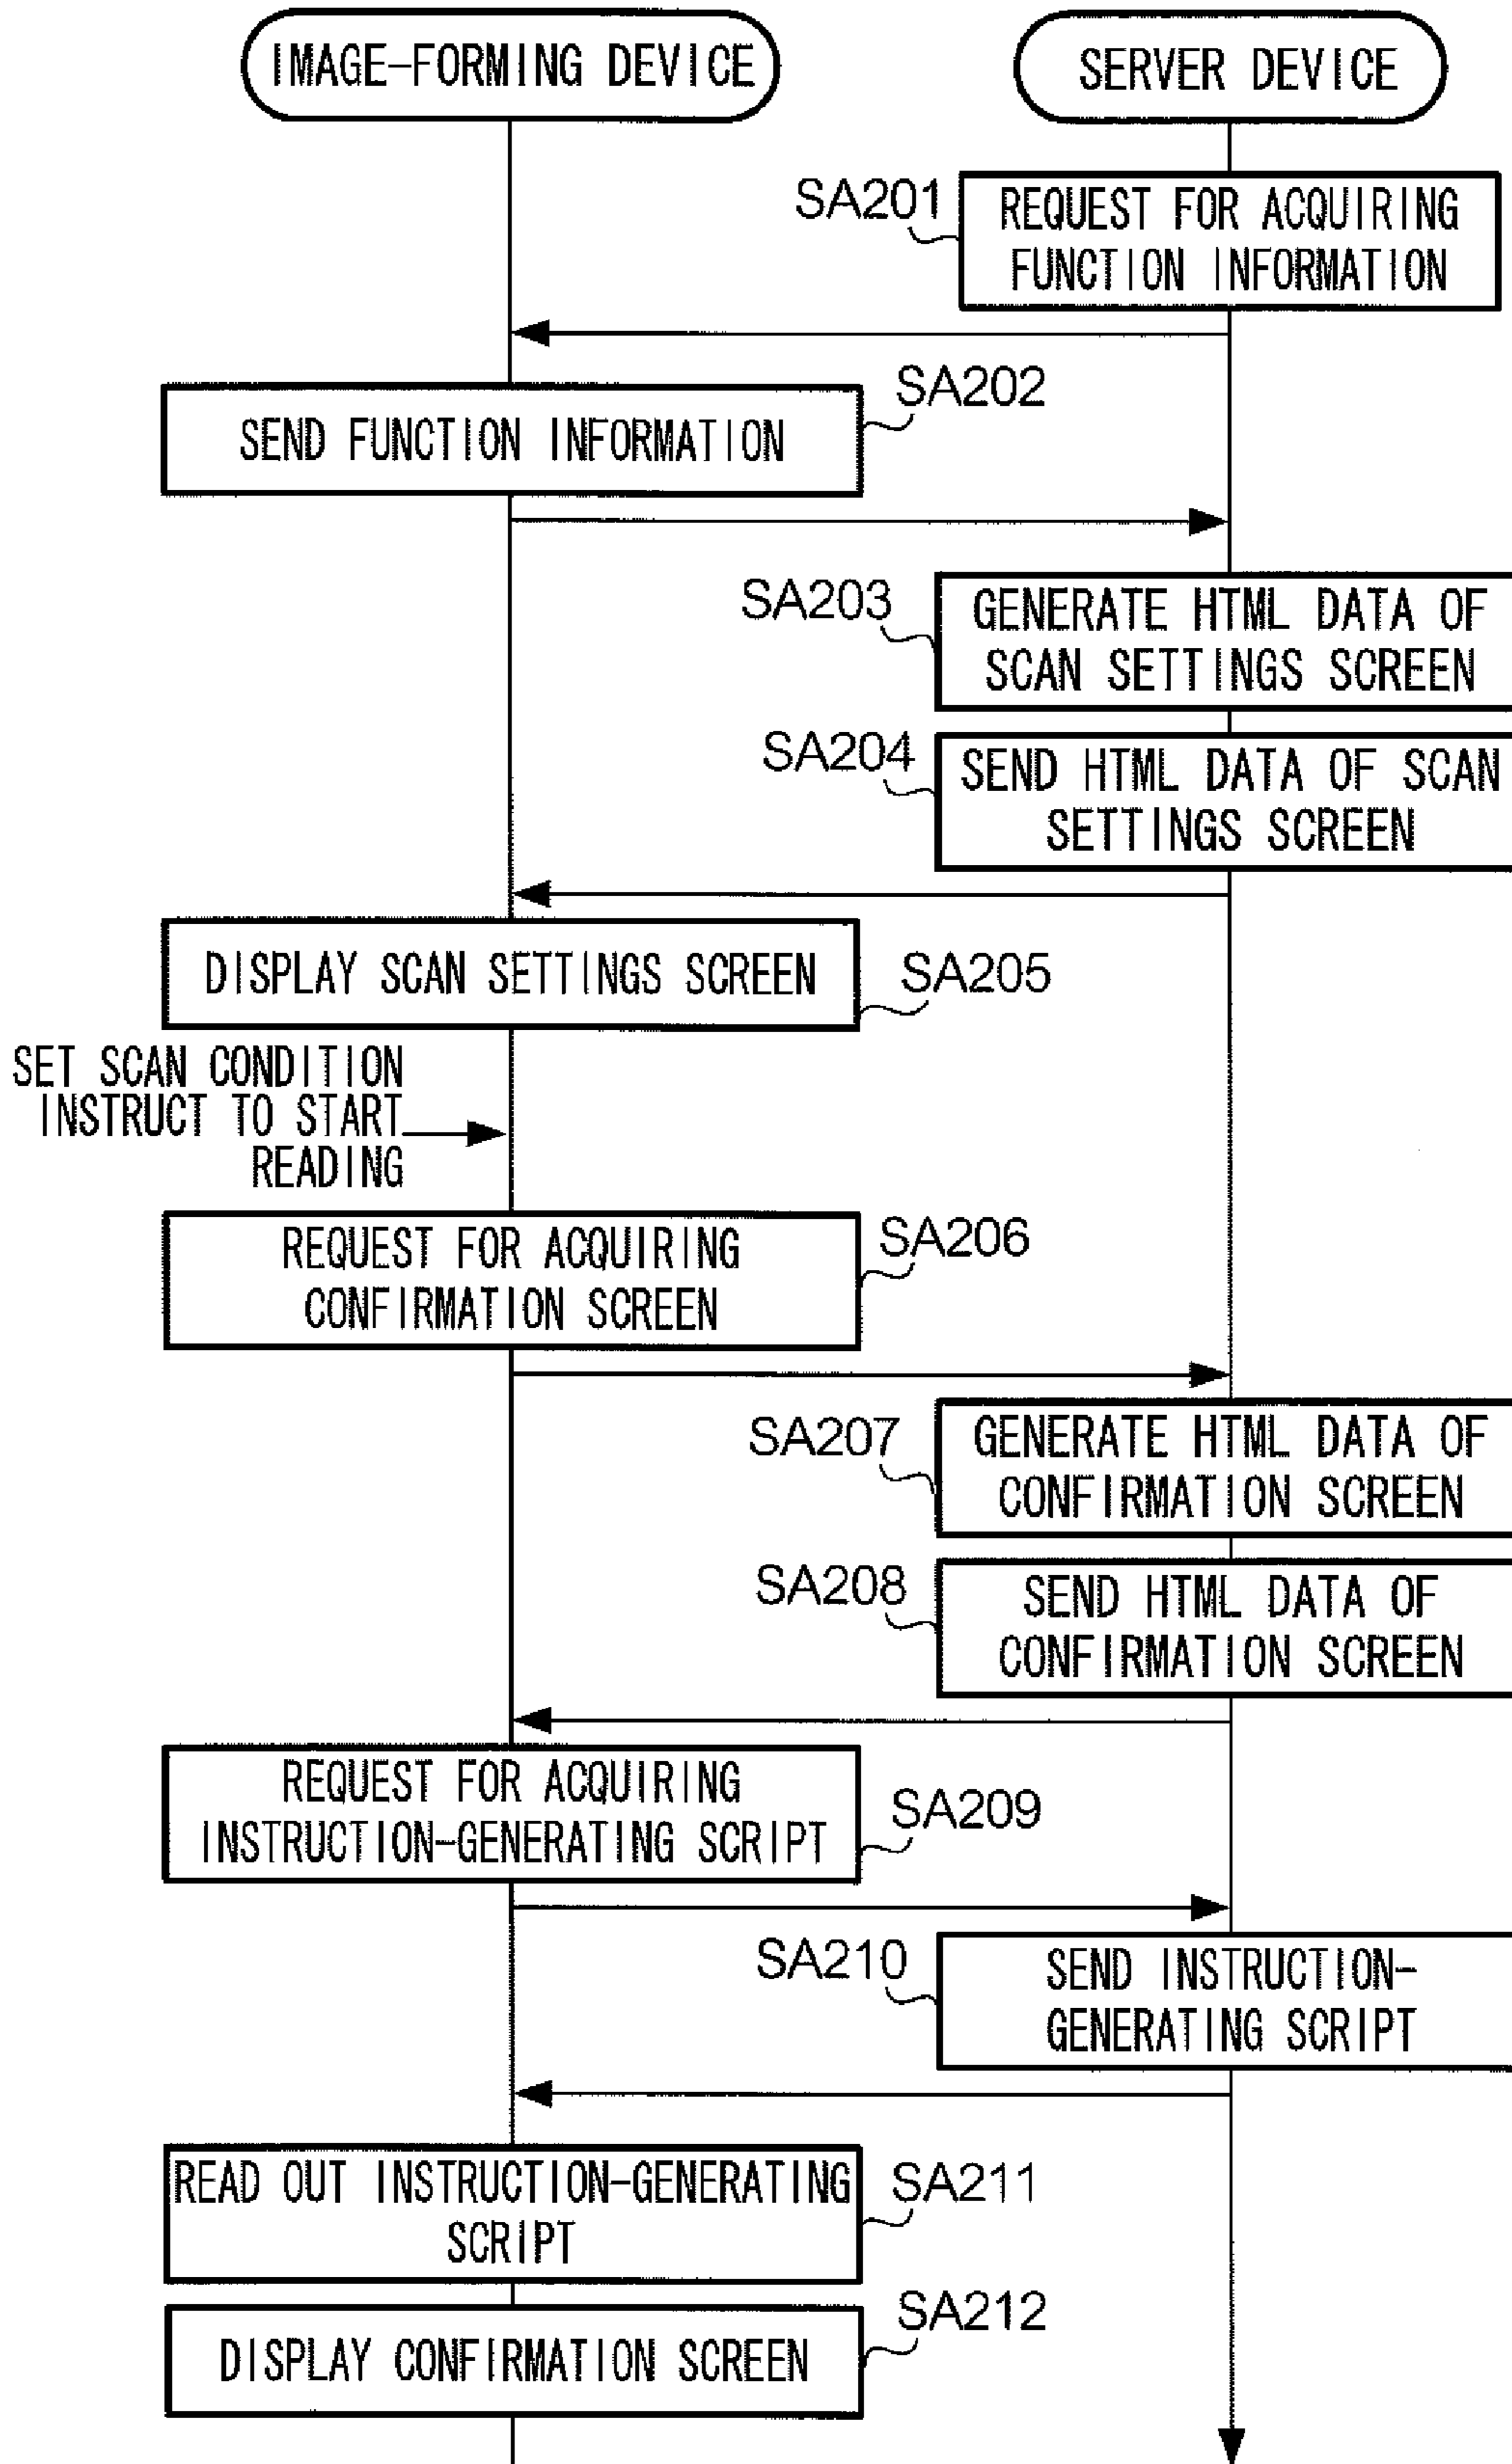 IMAGE-FORMING DEVICE
SERVER DEVICE
SA201
REQUEST FOR ACQUIRING
FUNCTION INFORMATION
SA202
SEND FUNCTION INFORMATION
SA203
GENERATE HTML DATA OF
SCAN SETTINGS SCREEN
SA204
SEND HTML DATA OF SCAN
SETTINGS SCREEN
DISPLAY SCAN SETTINGS SCREEN
SA205
SET SCAN CONDITION
INSTRUCT TO START
READING
REQUEST FOR ACQUIRING
CONFIRMATION SCREEN
SA206
SA207
GENERATE HTML DATA OF
CONFIRMATION SCREEN
SA208
SEND HTML DATA OF
CONFIRMATION SCREEN
REQUEST FOR ACQUIRING
INSTRUCTION-GENERATING SCRIPT
SA209
SA210
SEND INSTRUCTION-
GENERATING SCRIPT
READ OUT INSTRUCTION-GENERATING
SCRIPT
SA211
SA212
DISPLAY CONFIRMATION SCREEN